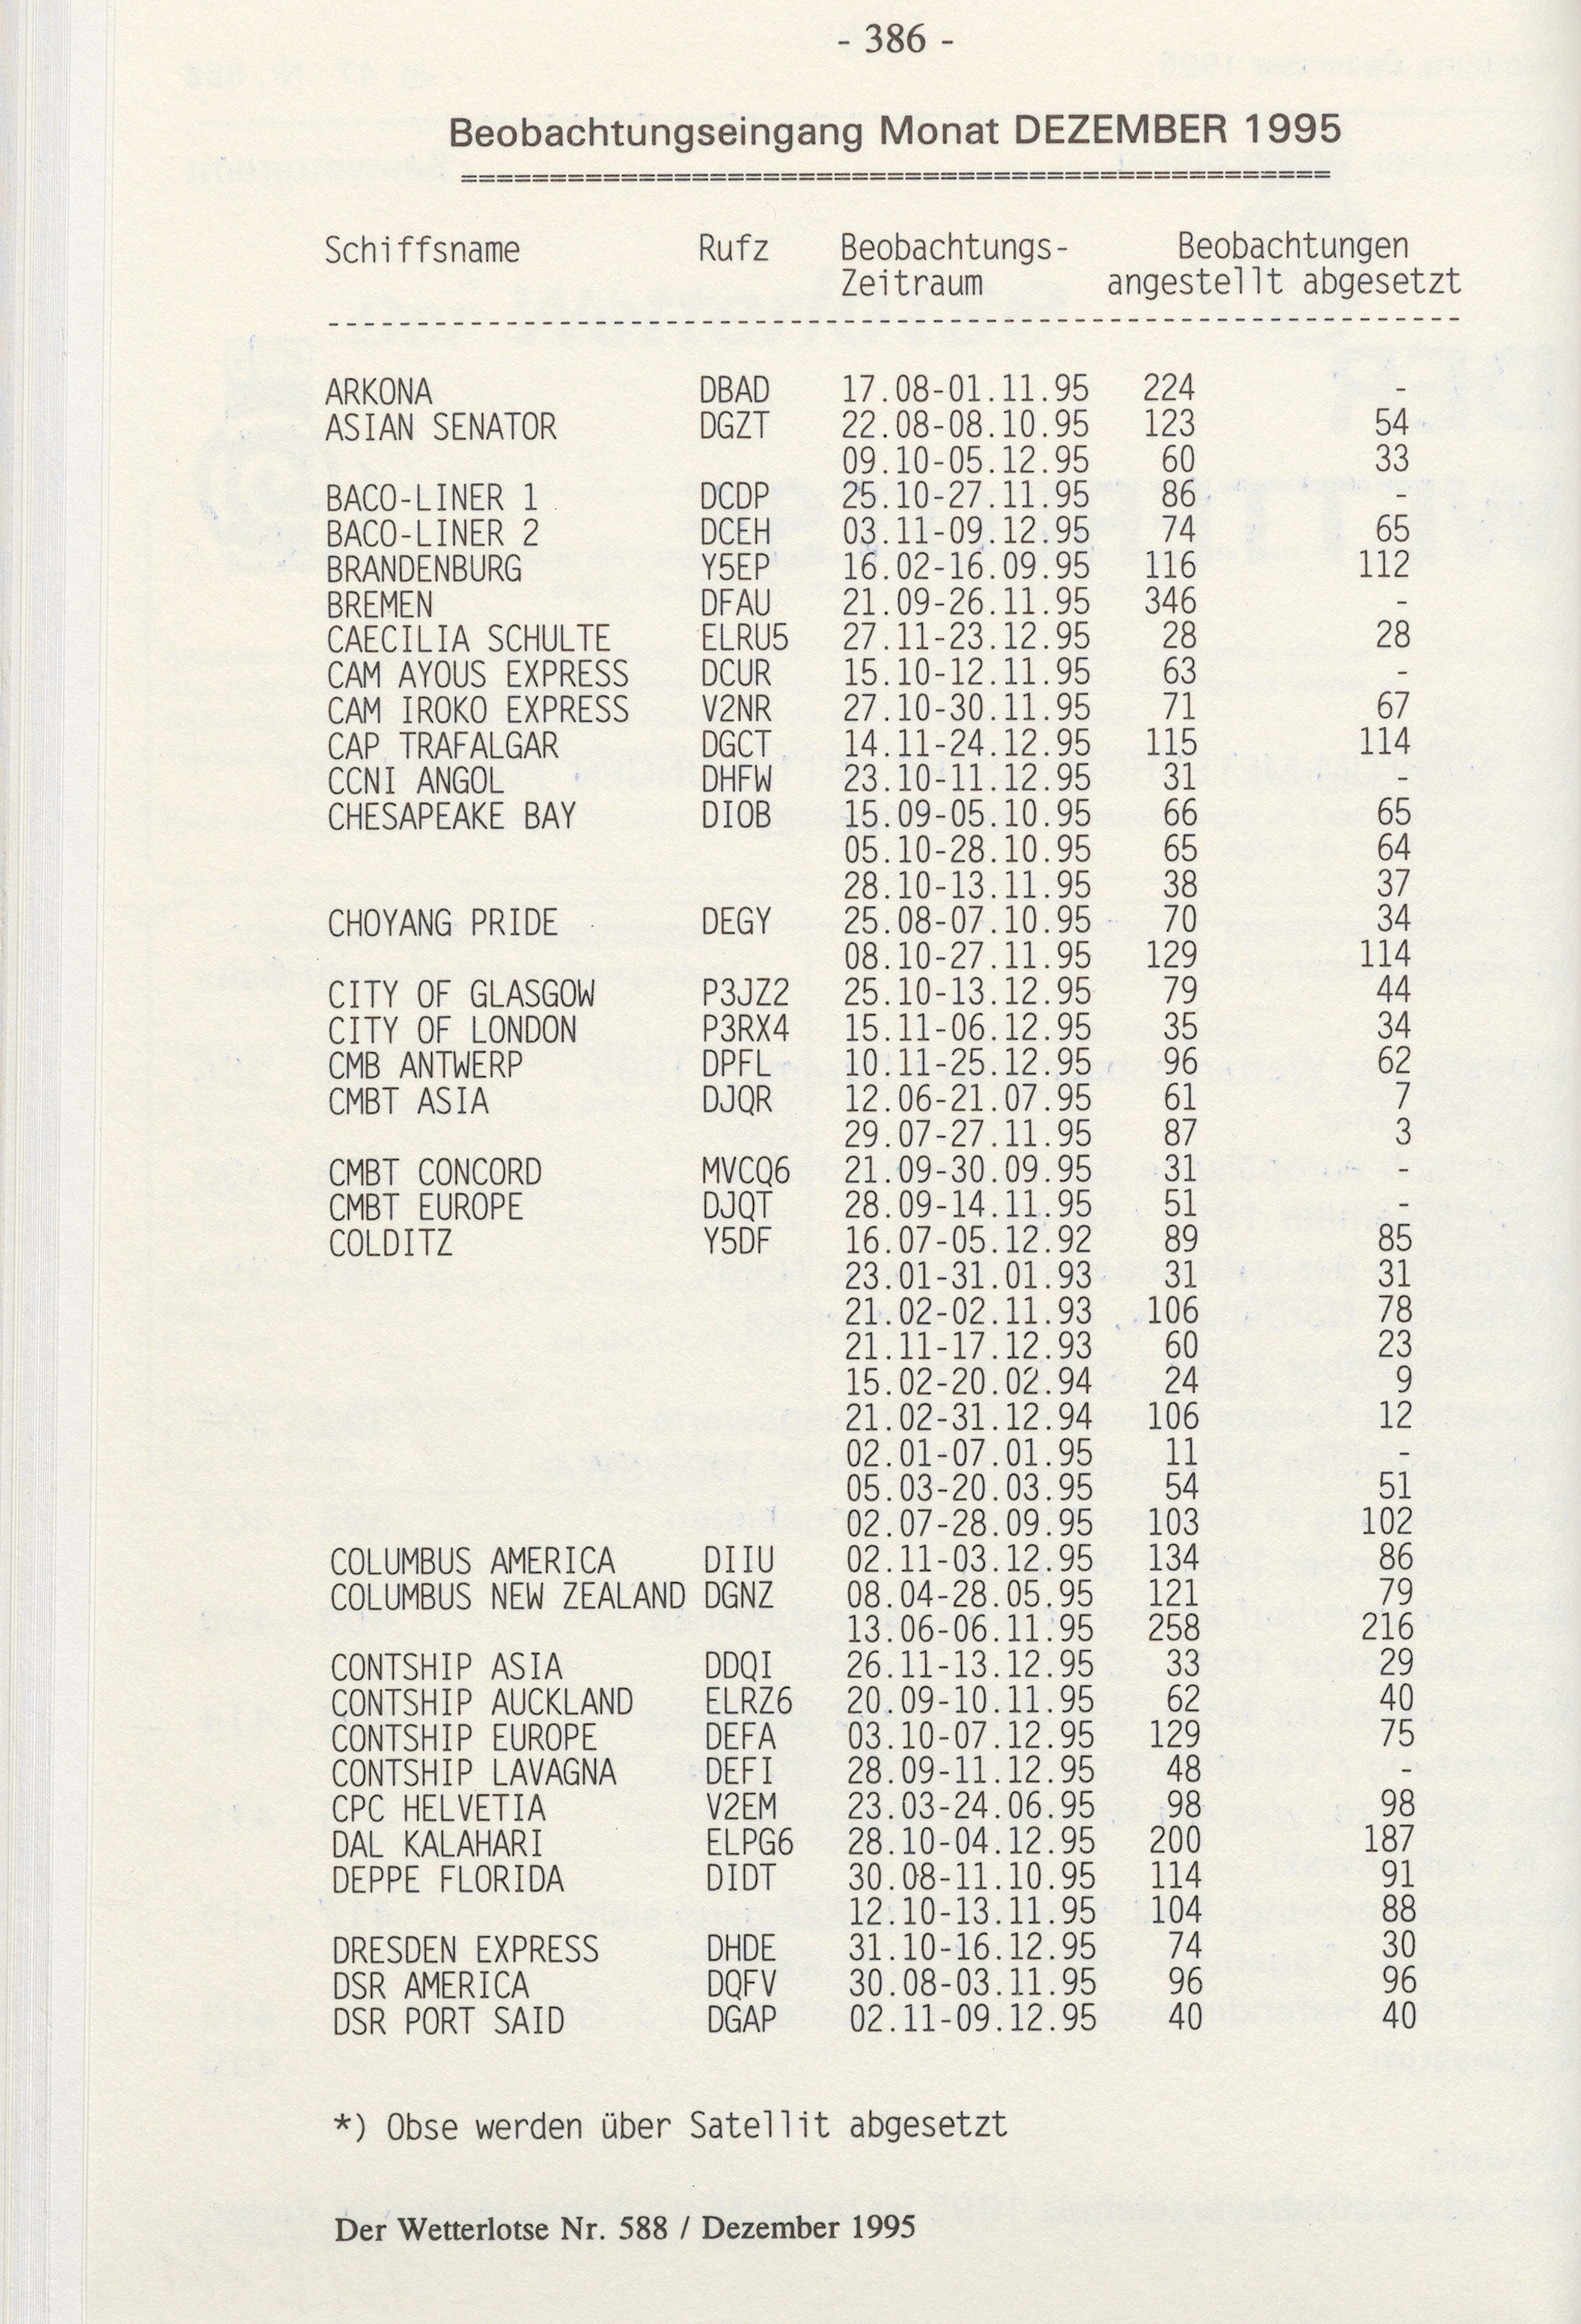 - 386 -
Beobachtungseingang Monat DEZEMBER 1995
=================================================
Schiffsname Rufz Beobachtungs- Beobachtungen
Zeitraum angestellt abgesetzt
----------------------------------------------------------------
ARKONA DBAD 17.08-01.11.95 224 -
ASIAN SENATOR DGZT 22.08-08.10.95 123 54
09.10-05.12.95 60 33
BACO-LINER 1 DCDP 25.10-27.11.95 86 -
BACO-LINER 2 DCEH 03.11-09.12.95 74 65
BRANDENBURG Y5EP 16.02-16.09.95 116 112
BREMEN DFAU 21.09-26.11.95 346 -
CAECILIA SCHULTE ELRU5 27.11-23.12.95 28 28
CAM AYOUS EXPRESS DCUR 15.10-12.11.95 63 -
CAM IROKO EXPRESS V2NR 27.10-30.11.95 71 67
CAP TRAFALGAR DGCT 14.11-24.12.95 115 114
CCNI ANGOL DHFW 23.10-11.12.95 31 -
CHESAPEAKE BAY DIOB 15.09-05.10.95 66 65
05.10-28.10.95 65 64
28.10-13.11.95 38 37
CHOYANG PRIDE DEGY 25.08-07.10.95 70 34
08.10-27.11.95 129 114
CITY OF GLASGOW P3JZ2 25.10-13.12.95 79 44
CITY OF LONDON P3RX4 15.11-06.12.95 35 34
CMB ANTWERP DPFL 10.11-25.12.95 96 62
CMBT ASIA DJQR 12.06-21.07.95 61 7
29.07-27.11.95 87 3
CMBT CONCORD MVCQ6 21.09-30.09.95 31 -
CMBT EUROPE DJQT 28.09-14.11.95 51 -
COLDITZ Y5DF 16.07-05.12.92 89 85
23.01-31.01.93 31 31
21.02-02.11.93 106 78
21.11-17.12.93 60 23
15.02-20.02.94 24 9
21.02-31.12.94 106 12
02.01-07.01.95 11 -
05.03-20.03.95 54 51
02.07-28.09.95 103 102
COLUMBUS AMERICA DIIU 02.11-03.12.95 134 86
COLUMBUS NEW ZEALAND DGNZ 08.04-28.05.95 121 79
13.06-06.11.95 258 216
CONTSHIP ASIA DDQI 26.11-13.12.95 33 29
CONTSHIP AUCKLAND ELRZ6 20.09-10.11.95 62 40
CONTSHIP EUROPE DEFA 03.10-07.12.95 129 75
CONTSHIP LAVAGNA DEFI 28.09-11.12.95 48 -
CPC HELVETIA V2EM 23.03-24.06.95 98 98
DAL KALAHARI ELPG6 28.10-04.12.95 200 187
DEPPE FLORIDA DIDT 30.08-11.10.95 114 91
12.10-13.11.95 104 88
DRESDEN EXPRESS DHDE 31.10-16.12.95 74 30
DSR AMERICA DQFV 30.08-03.11.95 96 96
DSR PORT SAID DGAP 02.11-09.12.95 40 40
*) Obse werden über Satellit abgesetzt
Der Wetterlotse Nr. 588 / Dezember 1995